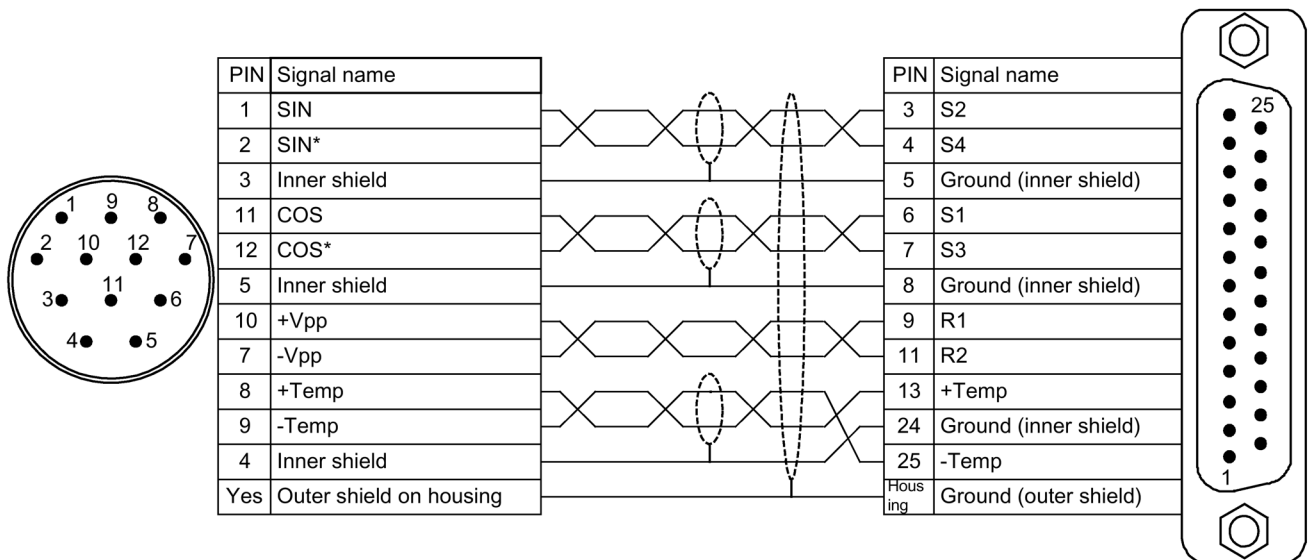 PIN Signal name
1 SIN
2 SIN*
3 Inner shield
11 COS
12 COS*
5 Inner shield
10 +Vpp
7 -Vpp
8 +Temp
9 -Temp
4 Inner shield
Yes Outer shield on housing
PIN Signal name
3 S2
4 S4
5 Ground (inner shield)
6 S1
7 S3
8 Ground (inner shield)
9 R1
11 R2
13 +Temp
24 Ground (inner shield)
25 -Temp
Hous
ing
Ground (outer shield)
1 9 8
2 10 12 7
3 11 6
4 5
25
1